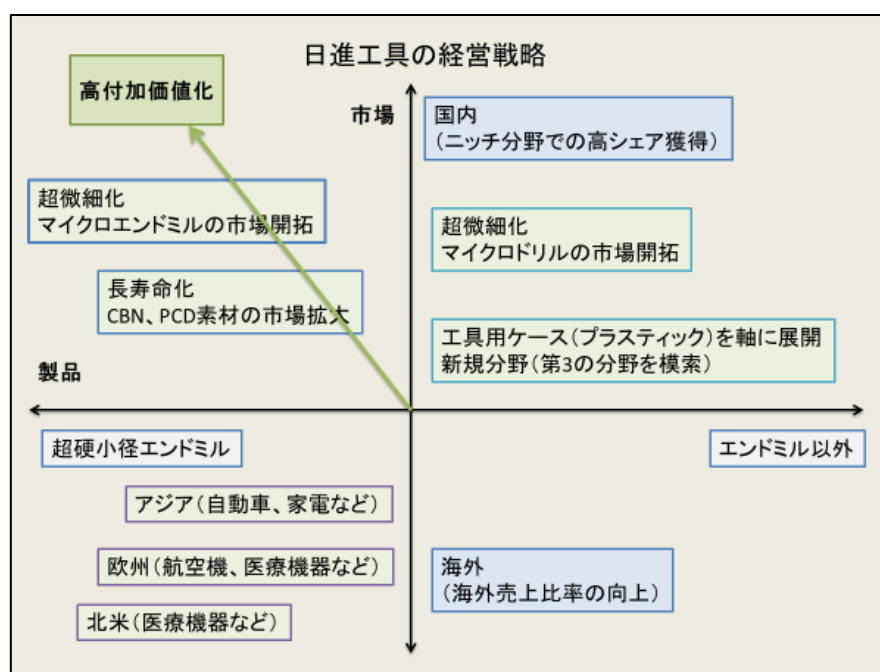 日進工具の経営戦略
高付加価値化
市場
国内
(ニッチ分野での高シェア獲得)
超微細化
マイクロエンドミルの市場開拓
超微細化
マイクロドリルの市場開拓
長寿命化
CBN、PCD素材の市場拡大
工具用ケース(プラスティック)を軸に展開
新規分野(第3の分野を模索)
製品
超硬小径エンドミル
エンドミル以外
アジア(自動車、家電など)
欧州(航空機、医療機器など)
北米(医療機器など)
海外
(海外売上比率の向上)